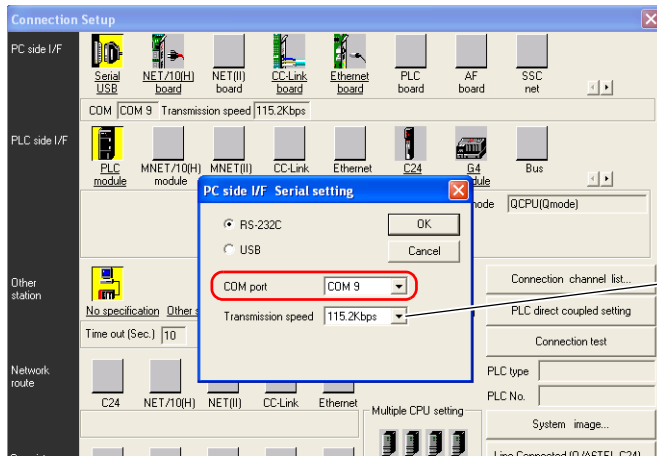 Connection Setup
PC side I/F
Serial USB
NET/10(H) board
NET(II) board
CC-Link board
Ethernet board
PLC board
AF board
SSC net
COM COM 9 Transmission speed 115.2Kbps
PLC side I/F
PLC module
MNET/10(H) module
MNET(II)
CC-Link
Ethernet
C24
G4
Bus
QCPU(Qmode)
PC side I/F Serial setting
RS-232C
OK
USB
Cancel
COM port COM 9
Transmission speed 115.2Kbps
Other station
No specification
Other
Time out (Sec.) 10
Connection channel list...
PLC direct coupled setting
Connection test
PLC type
PLC No.
System image...
Network route
C24
NET/10(H)
NET(II)
CC-Link
Ethernet
Multiple CPU setting